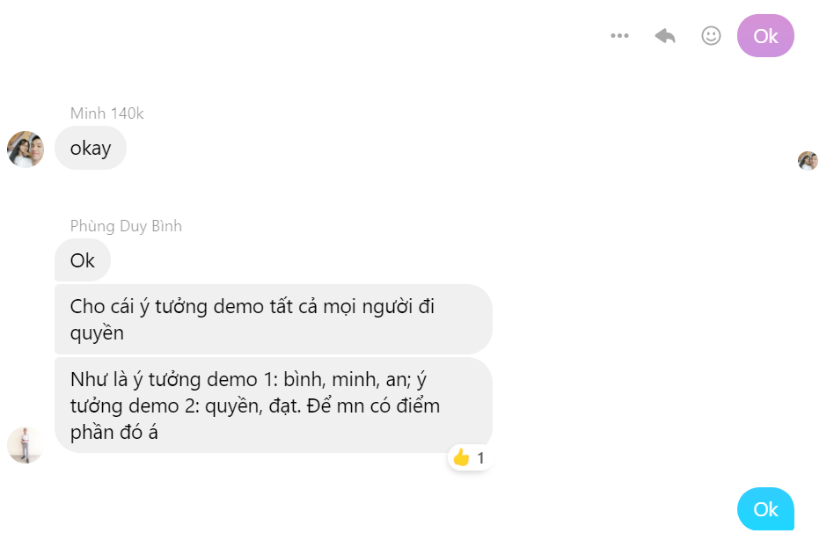 Ok
Minh 140k
okay
Phùng Duy Bình
Ok
Cho cái ý tưởng demo tất cả mọi người đi
quyền
Như là ý tưởng demo 1: bình, minh, an; ý
tưởng demo 2: quyền, đạt. Để mn có điểm
phần đó á
1
Ok